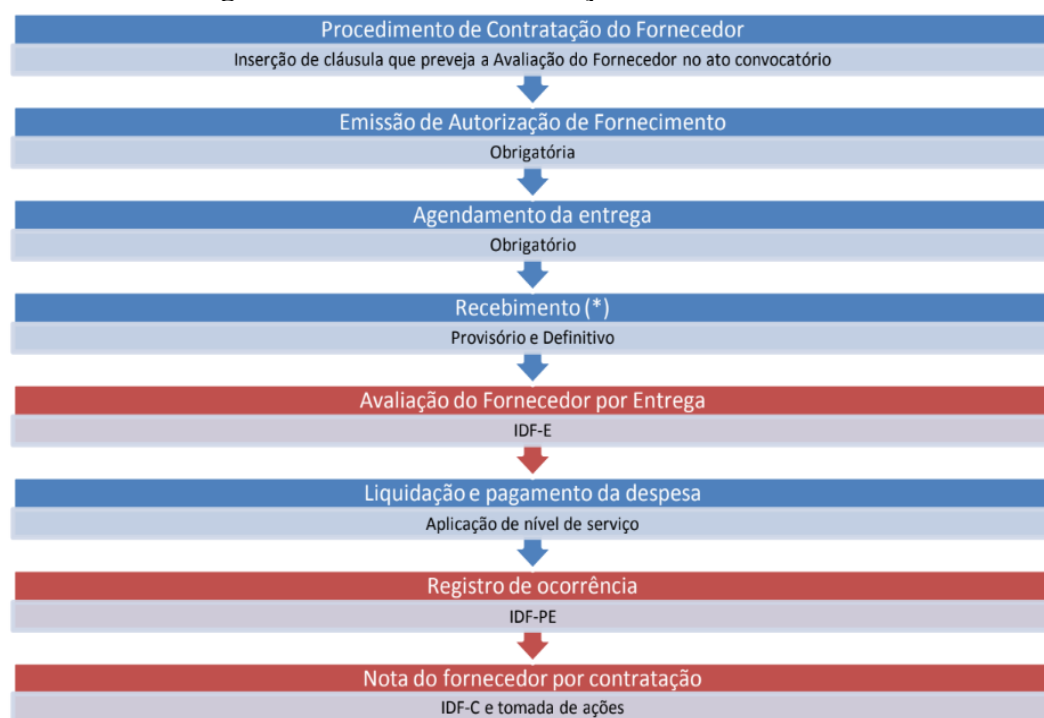 Procedimento de Contratação do Fornecedor
Inserção de cláusula que preveja a Avaliação do Fornecedor no ato convocatório
Emissão de Autorização de Fornecimento
Obrigatória
Agendamento da entrega
Obrigatório
Recebimento (*)
Provisório e Definitivo
Avaliação do Fornecedor por Entrega
IDF-E
Liquidação e pagamento da despesa
Aplicação de nível de serviço
Registro de ocorrência
IDF-PE
Nota do fornecedor por contratação
IDF-C e tomada de ações